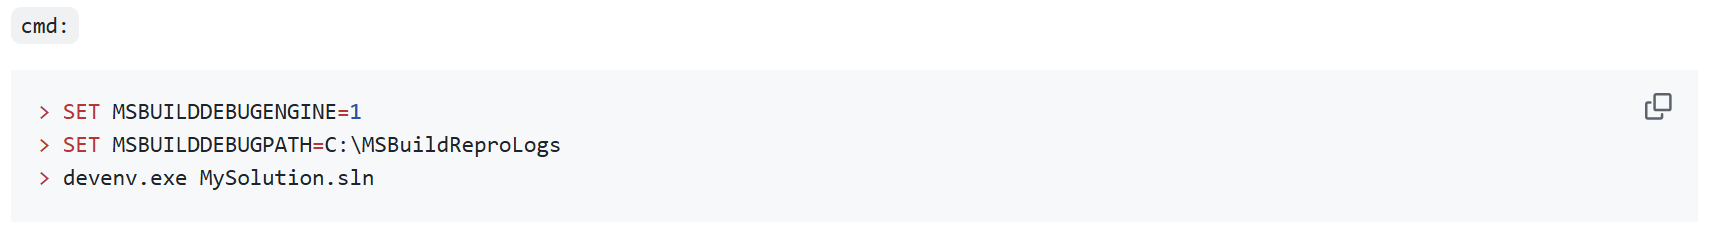 cmd:
> SET MSBUILDDEBUGENGINE=1
> SET MSBUILDDEBUGPATH=C:\MSBuildReproLogs
> devenv.exe MySolution.sln